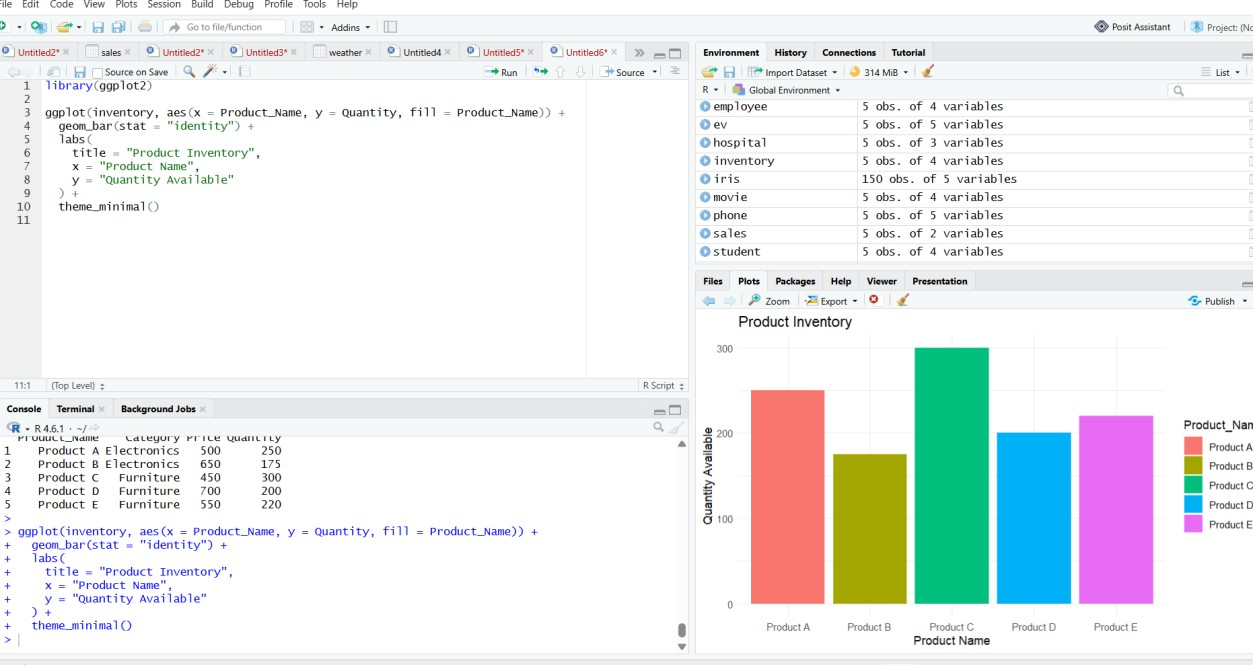 File Edit Code View Plots Session Build Debug Profile Tools Help
Go to file/function Addins Posit Assistant Project: (No
Untitled2* sales Untitled2* Untitled3* weather Untitled4 Untitled5* Untitled6*
Source on Save Run Source
1 library(ggplot2)
2
3 ggplot(inventory, aes(x = Product_Name, y = Quantity, fill = Product_Name)) +
4 geom_bar(stat = "identity") +
5 labs(
6 title = "Product Inventory",
7 x = "Product Name",
8 y = "Quantity Available"
9 ) +
10 theme_minimal()
11
11:1 (Top Level) R Script
Console Terminal Background Jobs
R 4.6.1 · ~/
Product_Name Category Price Quantity
1 Product A Electronics 500 250
2 Product B Electronics 650 175
3 Product C Furniture 450 300
4 Product D Furniture 700 200
5 Product E Furniture 550 220
>
> ggplot(inventory, aes(x = Product_Name, y = Quantity, fill = Product_Name)) +
+ geom_bar(stat = "identity") +
+ labs(
+ title = "Product Inventory",
+ x = "Product Name",
+ y = "Quantity Available"
+ ) +
+ theme_minimal()
>
Environment History Connections Tutorial
Import Dataset 314 MiB List
R Global Environment
employee 5 obs. of 4 variables
ev 5 obs. of 5 variables
hospital 5 obs. of 3 variables
inventory 5 obs. of 4 variables
iris 150 obs. of 5 variables
movie 5 obs. of 4 variables
phone 5 obs. of 5 variables
sales 5 obs. of 2 variables
student 5 obs. of 4 variables
Files Plots Packages Help Viewer Presentation
Zoom Export Publish
Product Inventory
300
200
100
0
Quantity Available
Product A Product B Product C Product D Product E
Product Name
Product_Nam
Product A
Product B
Product C
Product D
Product E